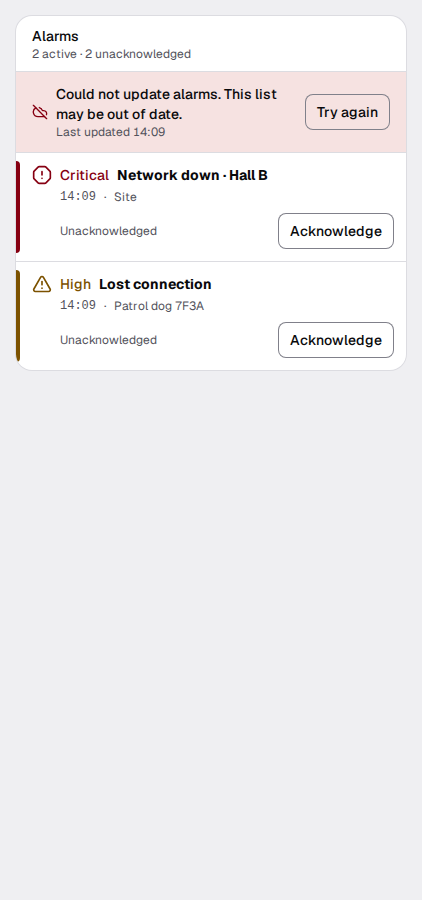 Alarms
2 active · 2 unacknowledged
Could not update alarms. This list
may be out of date.
Last updated 14:09
Try again
Critical Network down · Hall B
14:09 · Site
Unacknowledged
Acknowledge
High Lost connection
14:09 · Patrol dog 7F3A
Unacknowledged
Acknowledge